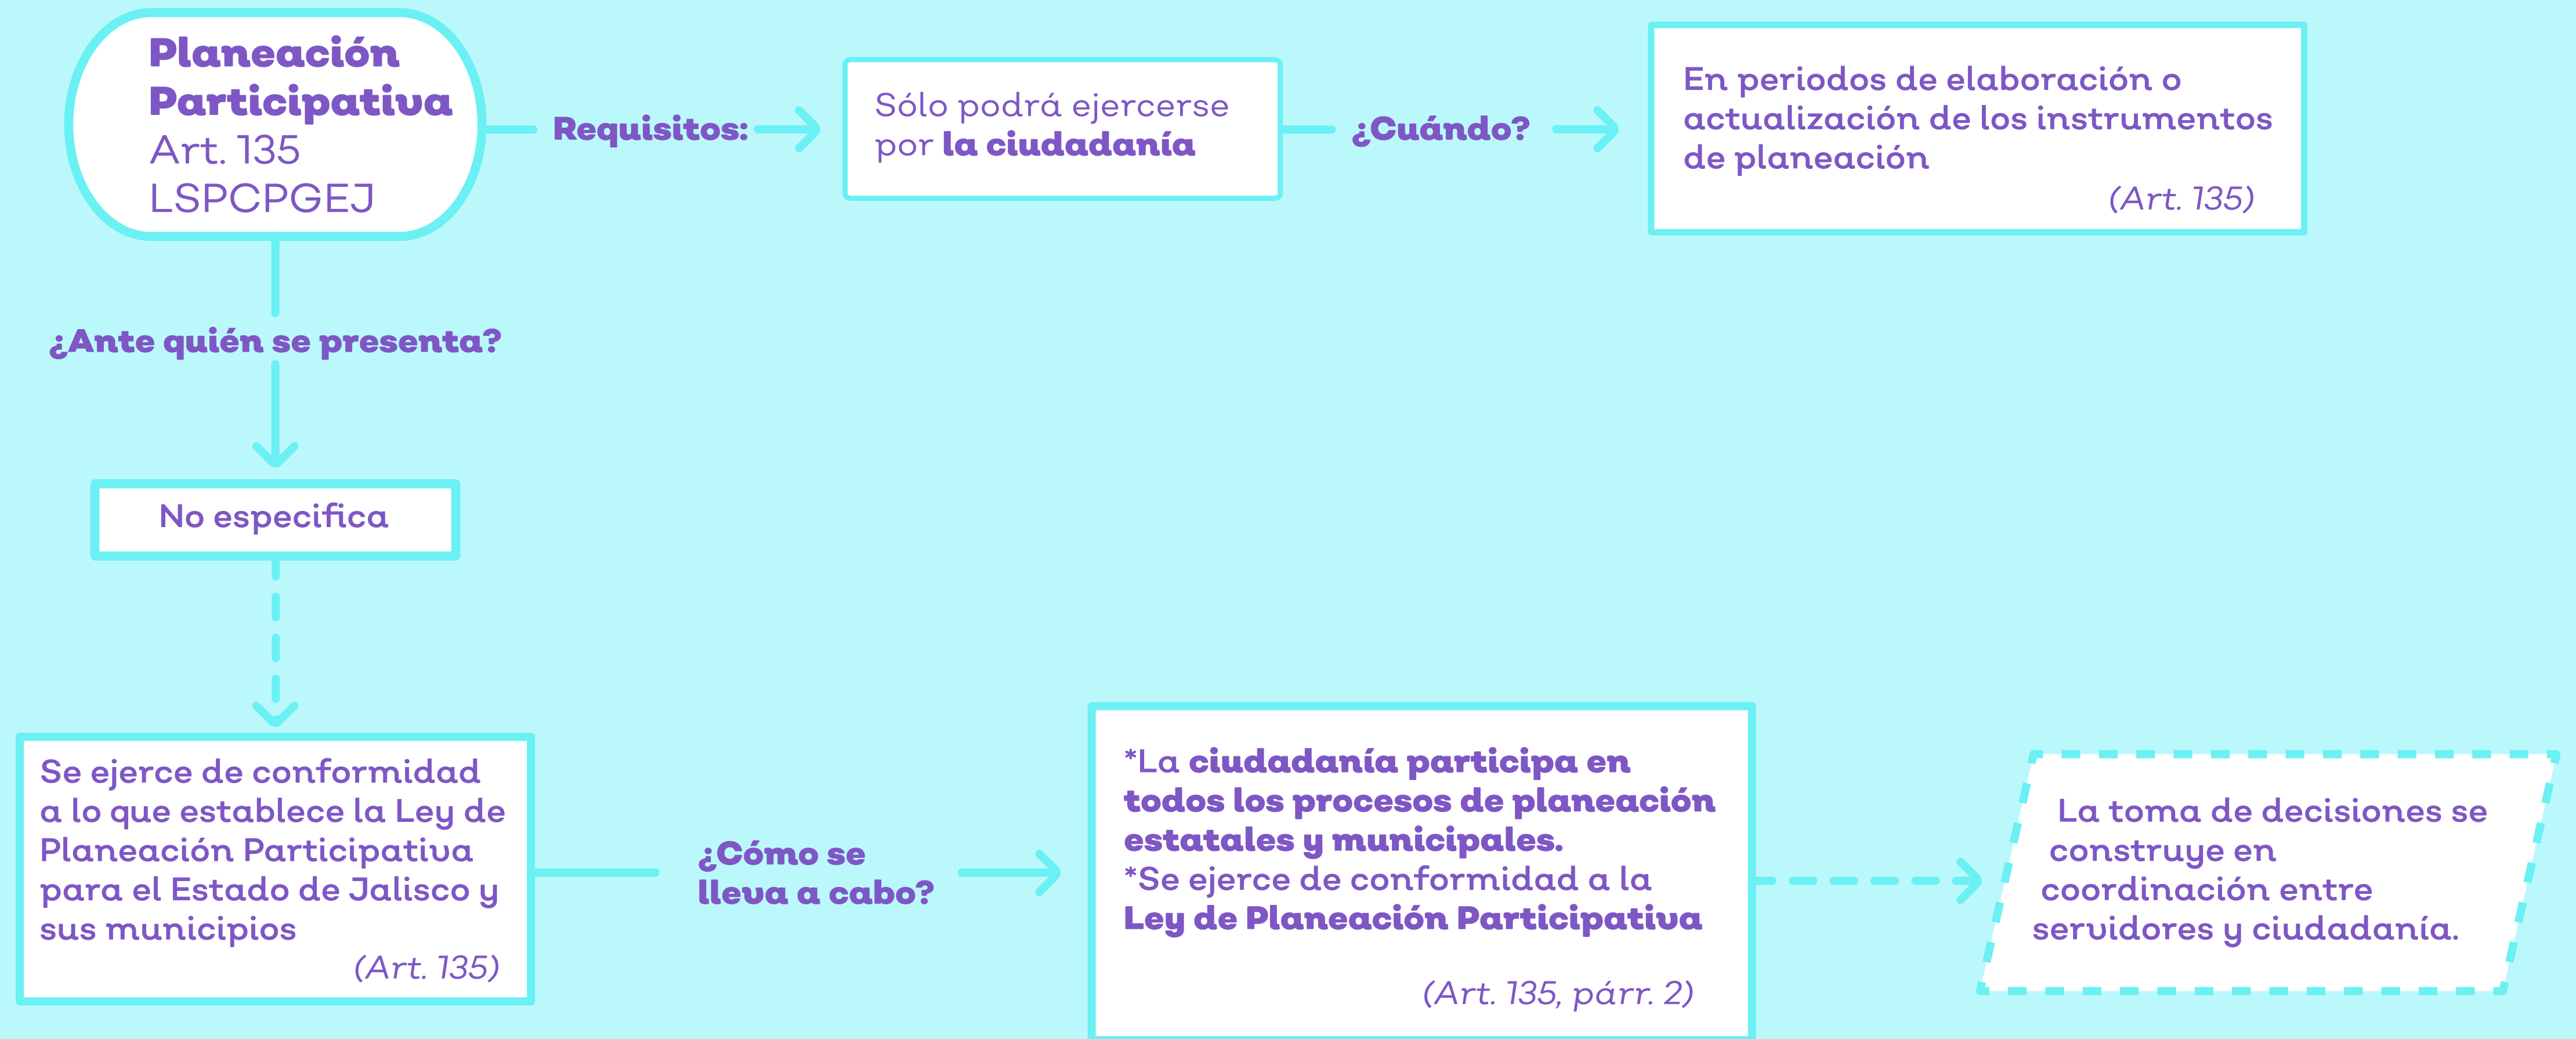 Planeación
Participativa
Art. 135
LSPCPGEJ
Requisitos:
Sólo podrá ejercerse
por la ciudadanía
¿Cuándo?
En periodos de elaboración o
actualización de los instrumentos
de planeación
(Art. 135)
¿Ante quién se presenta?
No especifica
Se ejerce de conformidad
a lo que establece la Ley de
Planeación Participativa
para el Estado de Jalisco y
sus municipios
(Art. 135)
¿Cómo se
lleva a cabo?
*La ciudadanía participa en
todos los procesos de planeación
estatales y municipales.
*Se ejerce de conformidad a la
Ley de Planeación Participativa
(Art. 135, párr. 2)
La toma de decisiones se
construye en
coordinación entre
servidores y ciudadanía.